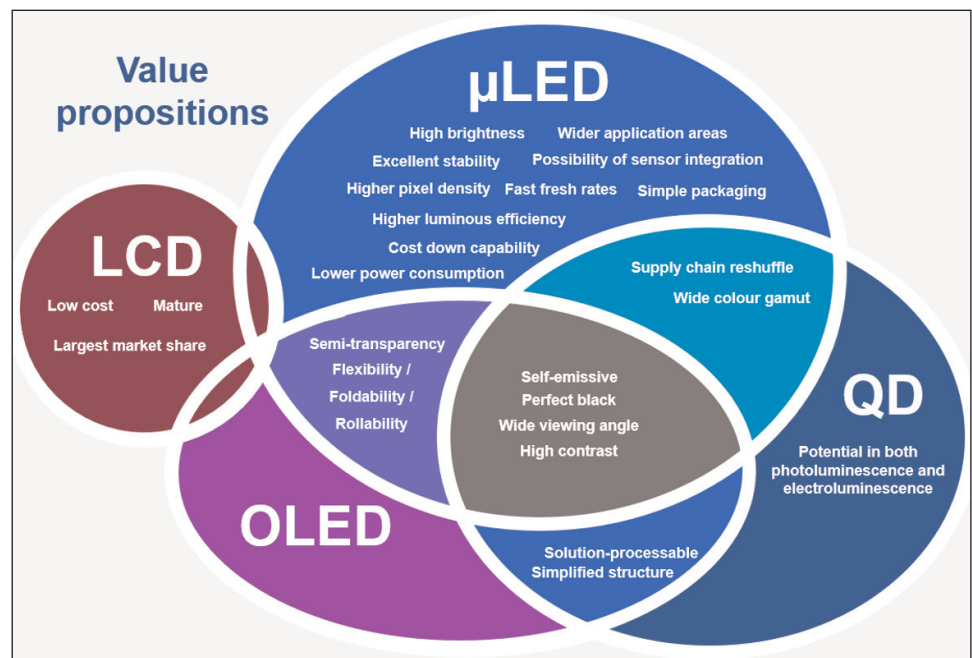 Value
propositions
µLED
High brightness
Wider application areas
Excellent stability
Possibility of sensor integration
Higher pixel density
Fast fresh rates
Simple packaging
Higher luminous efficiency
Cost down capability
Lower power consumption
LCD
Low cost
Mature
Largest market share
Supply chain reshuffle
Wide colour gamut
Semi-transparency
Flexibility /
Foldability /
Rollability
Self-emissive
Perfect black
Wide viewing angle
High contrast
QD
Potential in both
photoluminescence and
electroluminescence
OLED
Solution-processable
Simplified structure